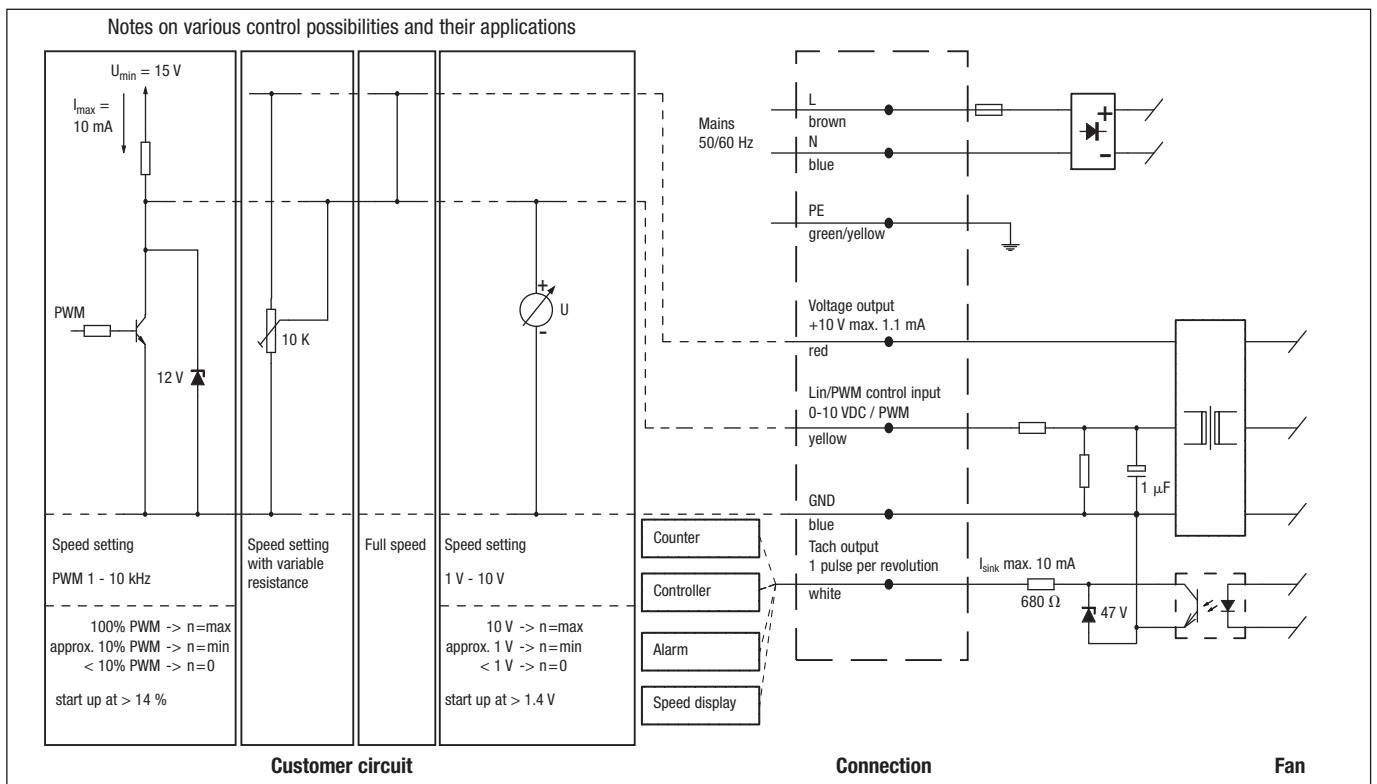 Notes on various control possibilities and their applications
Umin = 15 V
Imax =
10 mA
PWM
12 V
10 K
+
U
-
Speed setting
PWM 1 - 10 kHz
100% PWM -> n=max
approx. 10% PWM -> n=min
< 10% PWM -> n=0
start up at > 14 %
Speed setting
with variable
resistance
Full speed
Speed setting
1 V - 10 V
10 V -> n=max
approx. 1 V -> n=min
< 1 V -> n=0
start up at > 1.4 V
Counter
Controller
Alarm
Speed display
Mains
50/60 Hz
L
brown
N
blue
+
-
PE
green/yellow
Voltage output
+10 V max. 1.1 mA
red
Lin/PWM control input
0-10 VDC / PWM
yellow
1 µF
GND
blue
Tach output
1 pulse per revolution
white
Isink max. 10 mA
680 Ω
47 V
Customer circuit
Connection
Fan